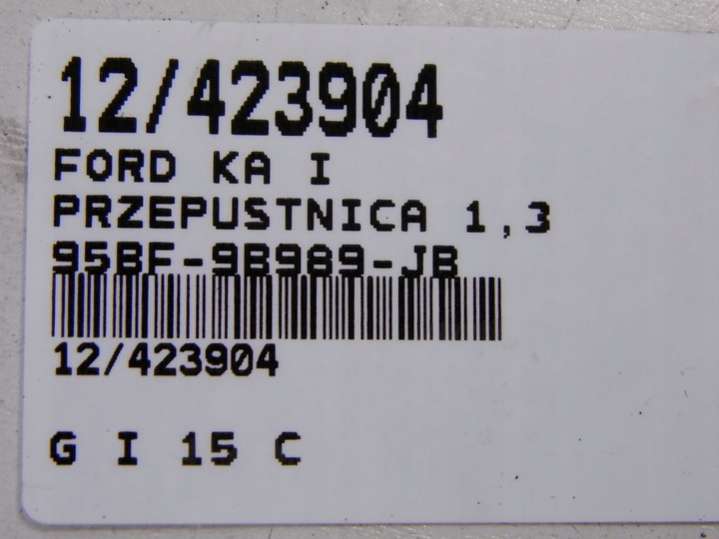 12/423904
FORD KA I
PRZEPUSTNICA 1,3
95BF-9B989-JB
12/423904
G I 15 C